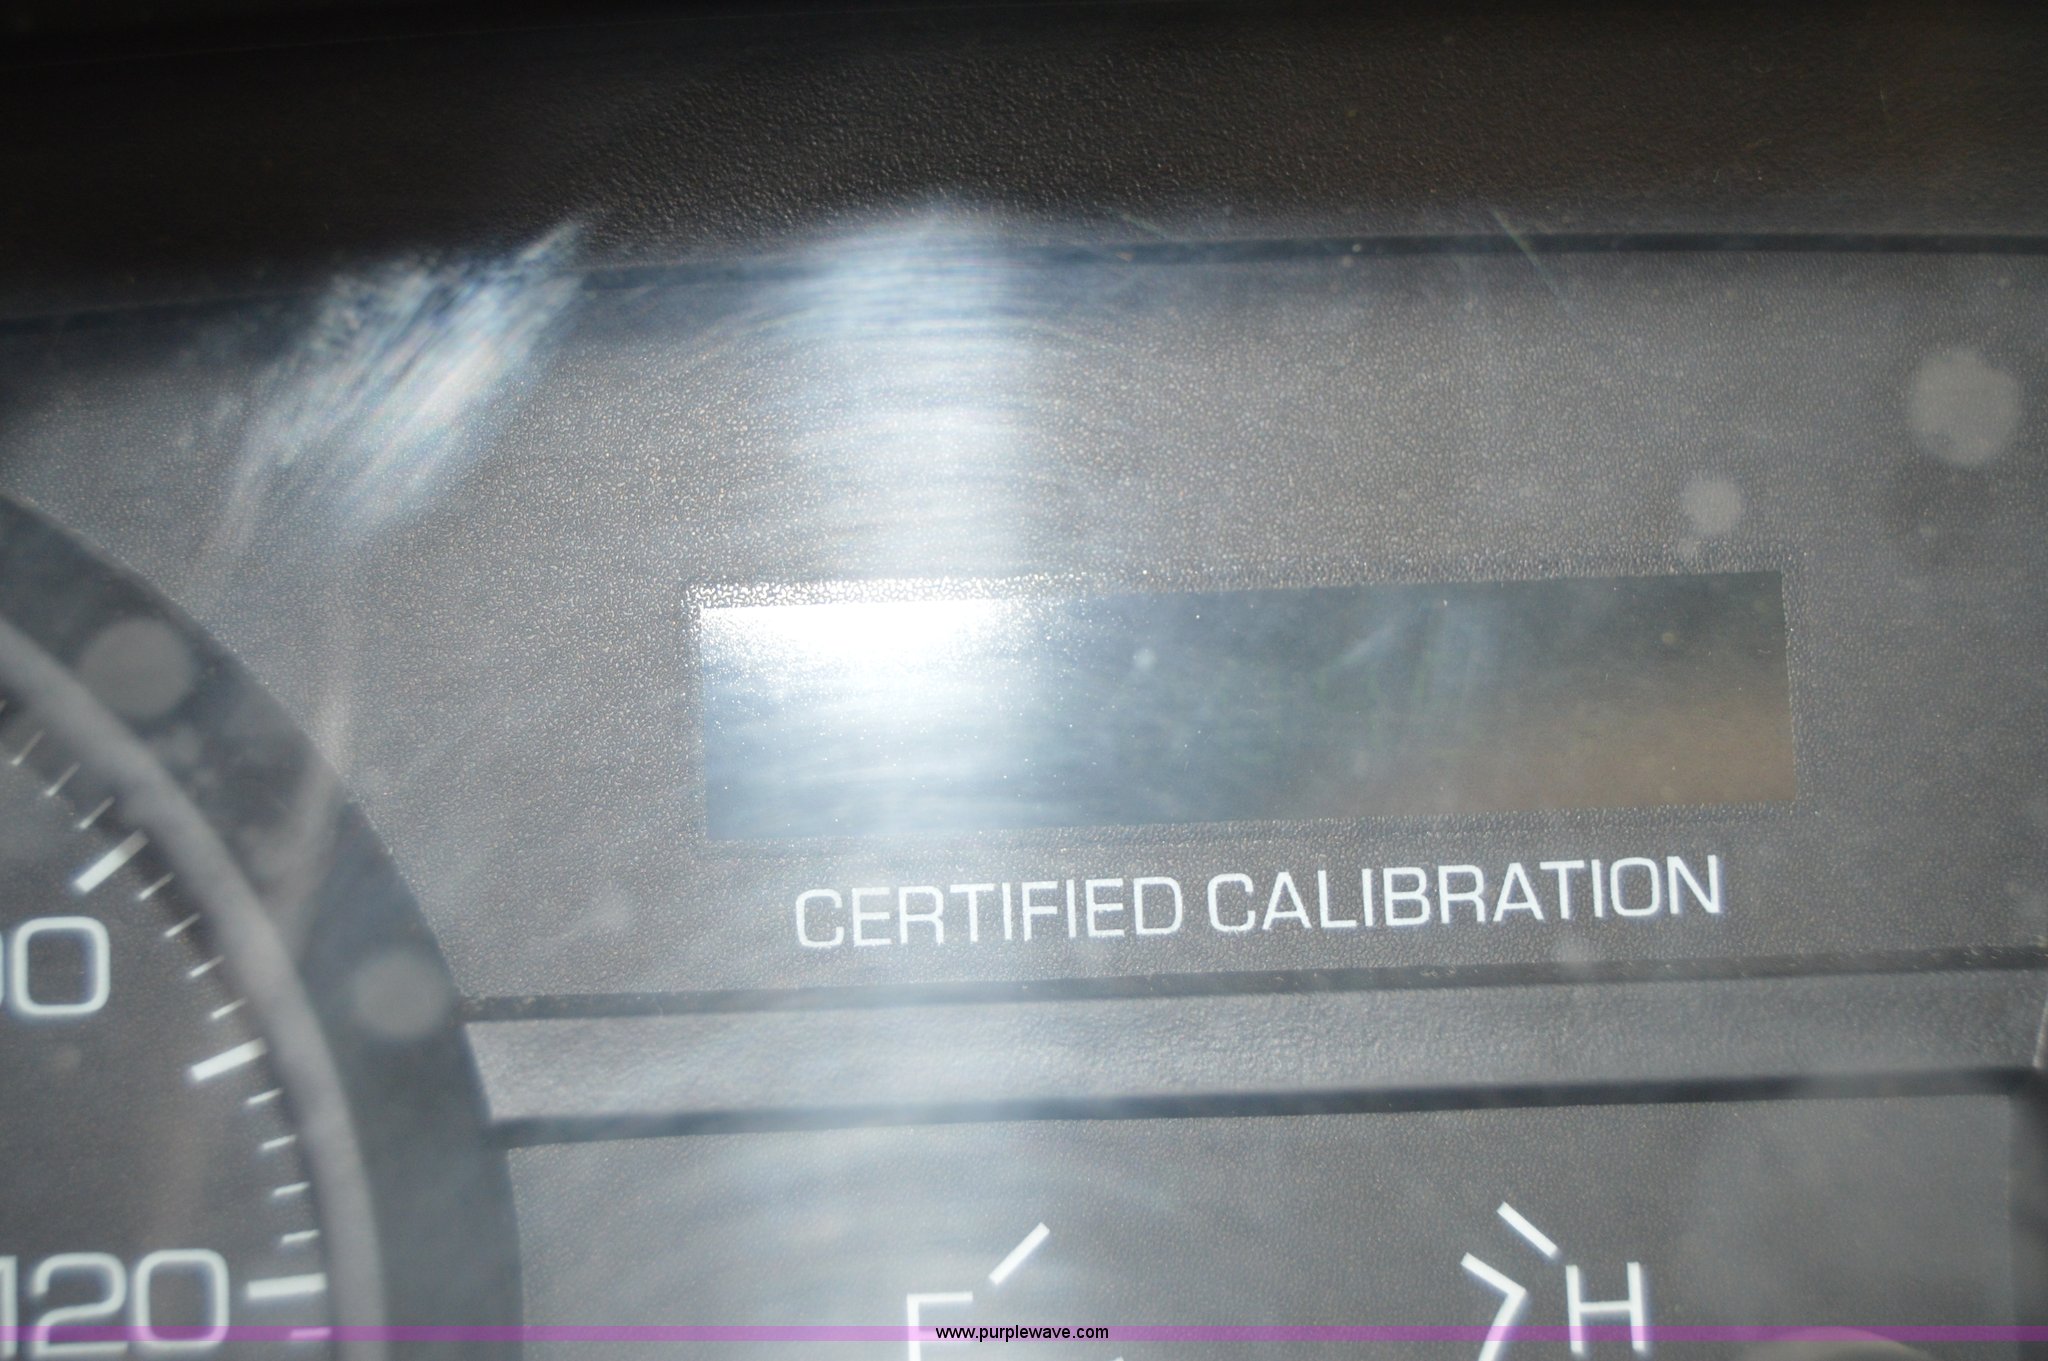 CERTIFIED CALIBRATION
120
F
H
www.purplewave.com